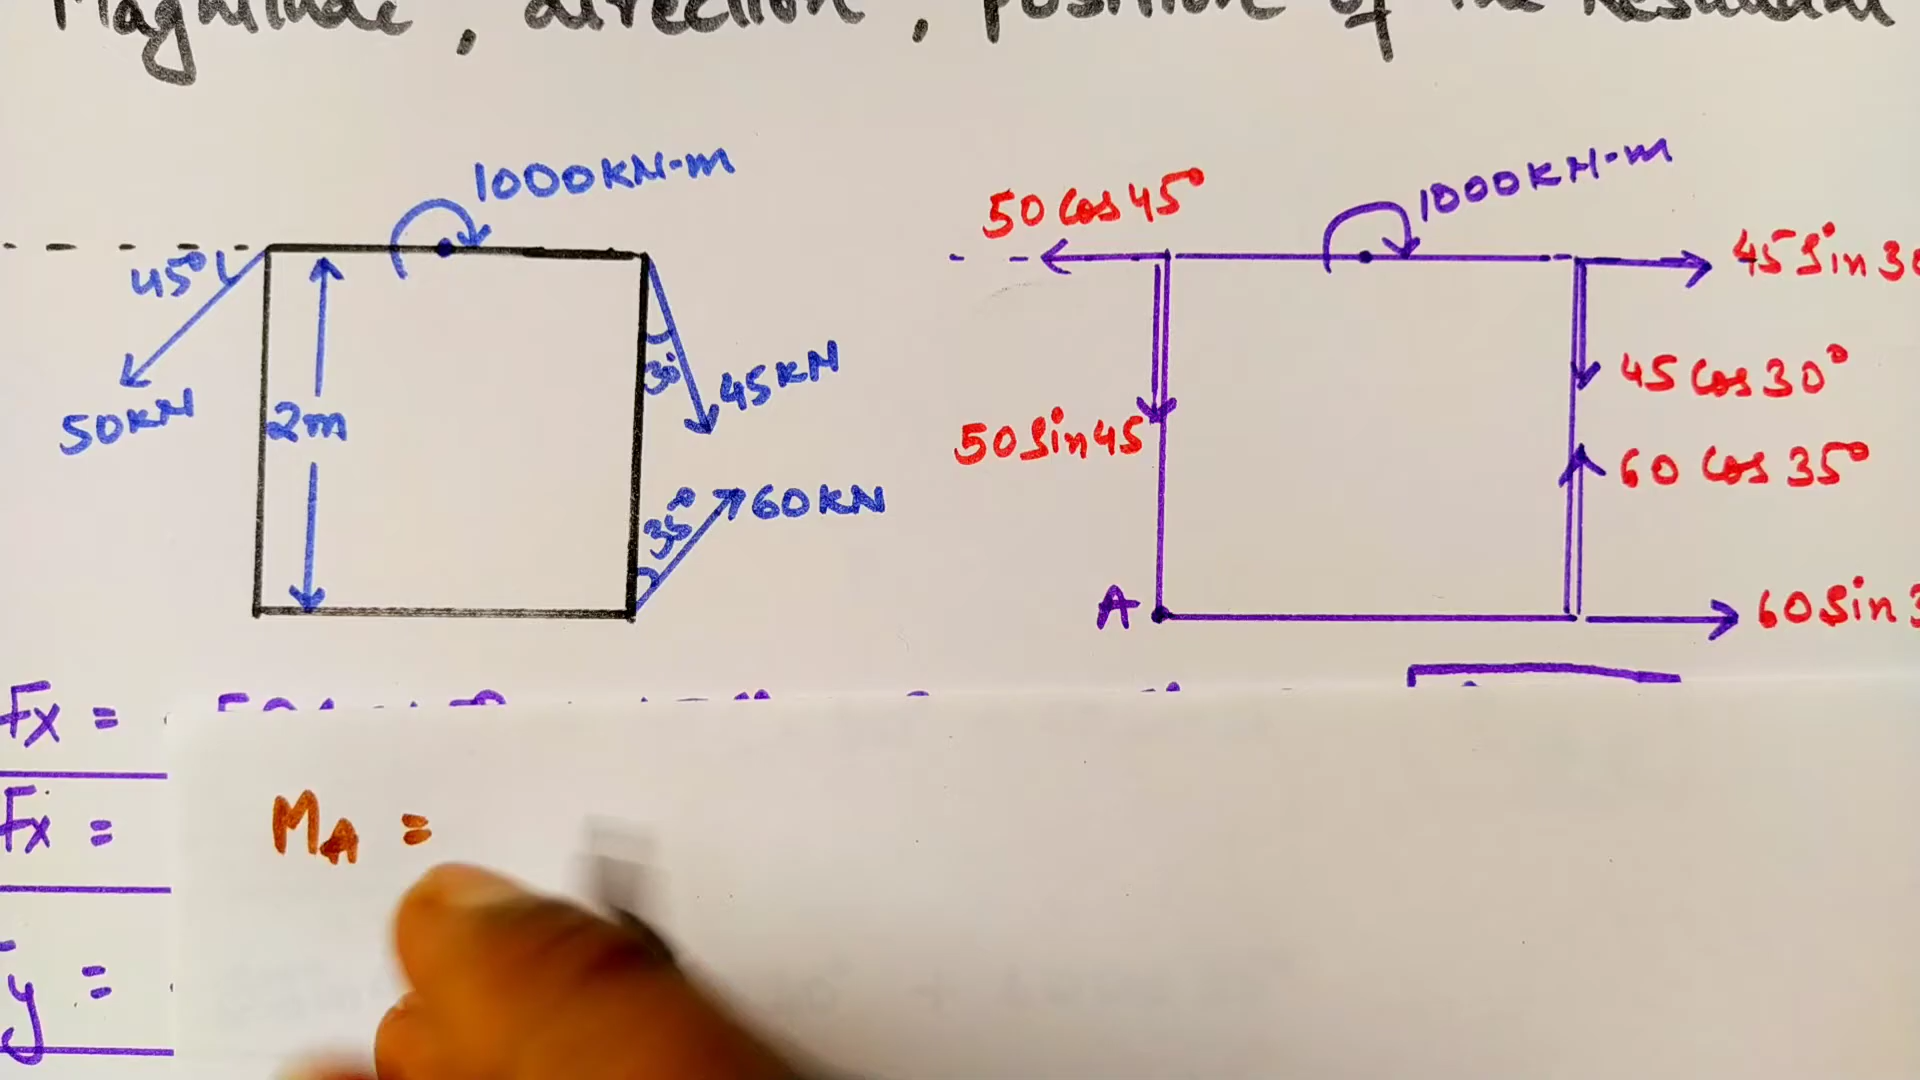 Magnitude, direction, position of the Resultant
1000KN-m
45°
50KN
2m
30°
45KN
35°
60KN
1000KN-m
50 Cos 45°
50 Sin 45
45 Sin 30
45 Cos 30°
60 Cos 35°
A
60 Sin 3
Fx =
Fx =
y =
MA =